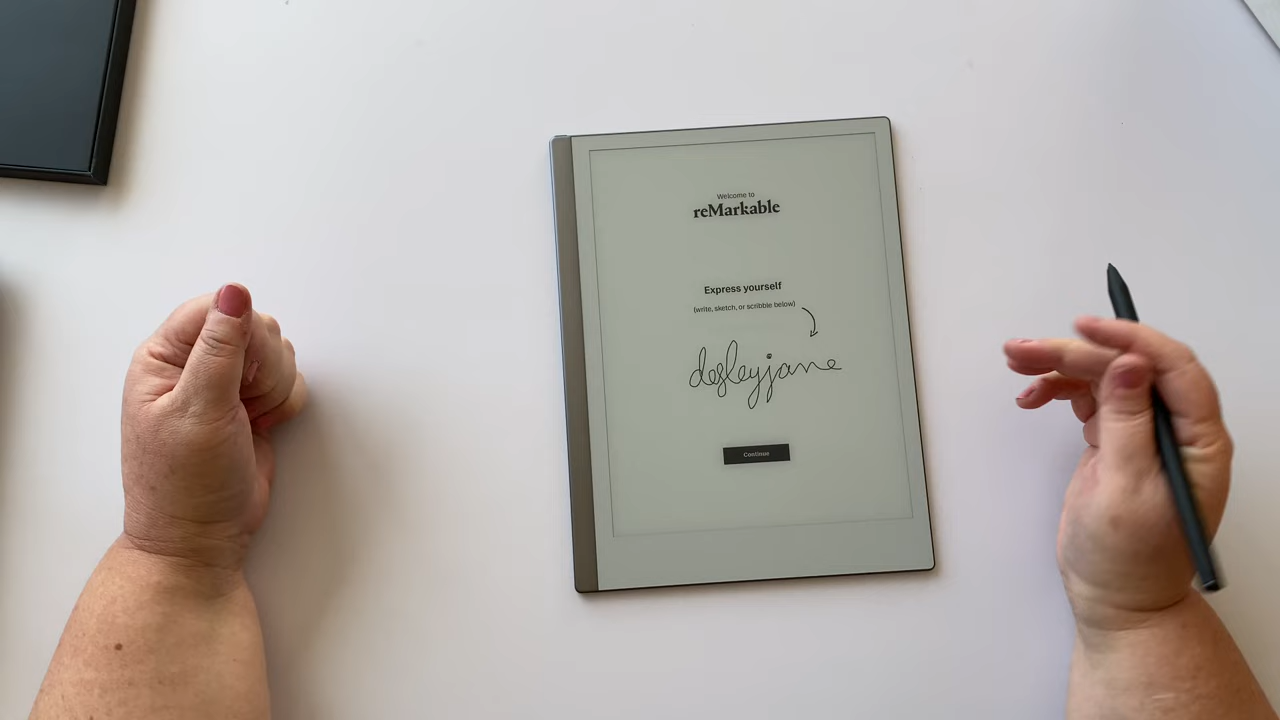 Welcome to
reMarkable
Express yourself
(write, sketch, or scribble below)
desleyjane
Continue